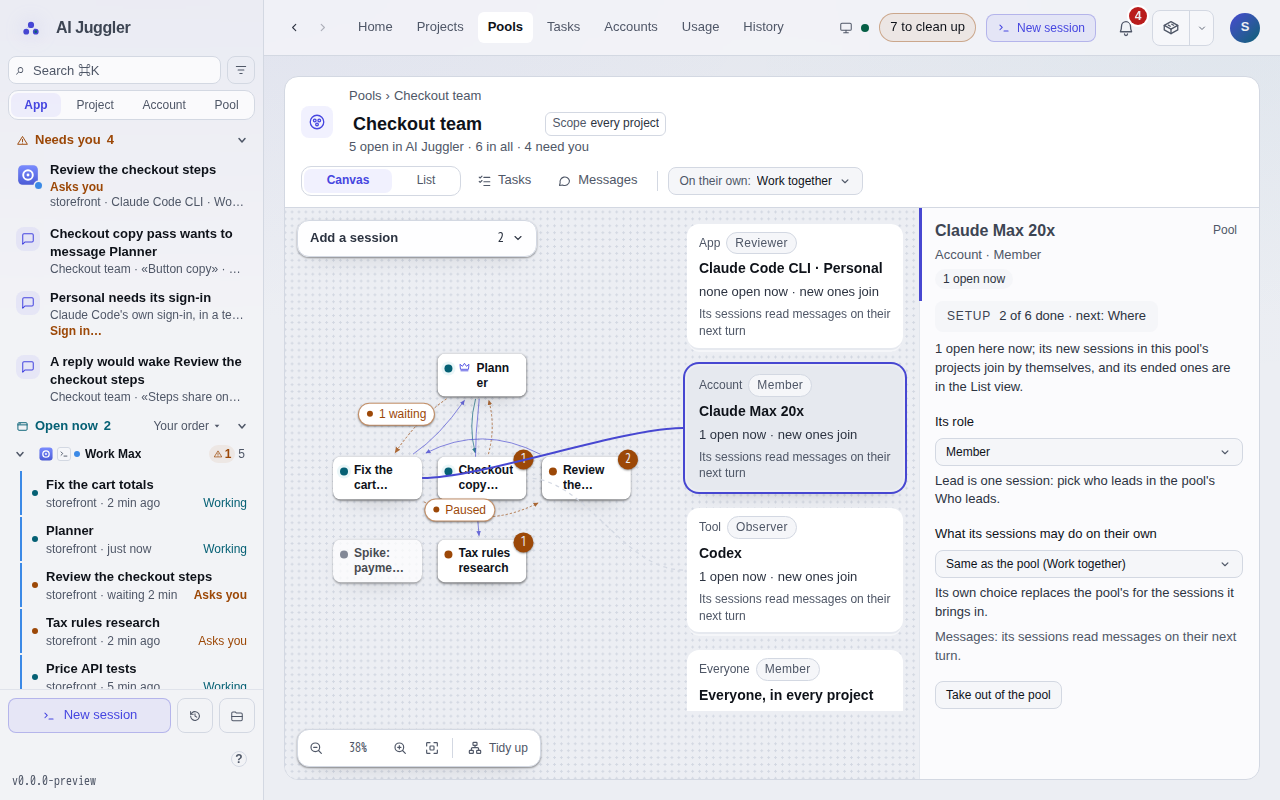 AI Juggler
Search ⌘K
App Project Account Pool
Needs you 4
Review the checkout steps
Asks you
storefront · Claude Code CLI · Wo…
Checkout copy pass wants to
message Planner
Checkout team · «Button copy» · …
Personal needs its sign-in
Claude Code's own sign-in, in a te…
Sign in…
A reply would wake Review the
checkout steps
Checkout team · «Steps share on…
Open now 2 Your order
Work Max 1 5
Fix the cart totals
storefront · 2 min ago Working
Planner
storefront · just now Working
Review the checkout steps
storefront · waiting 2 min Asks you
Tax rules research
storefront · 2 min ago Asks you
Price API tests
storefront · 5 min ago Working
New session
?
v0.0.0-preview
Home Projects Pools Tasks Accounts Usage History
7 to clean up
New session
4
S
Pools › Checkout team
Checkout team
Scope every project
5 open in AI Juggler · 6 in all · 4 need you
Canvas List Tasks Messages
On their own: Work together
Add a session 2
Plann
er
1 waiting
Fix the
cart…
1
Checkout
copy…
2
Review
the…
Paused
Spike:
payme…
1
Tax rules
research
38%
Tidy up
App Reviewer
Claude Code CLI · Personal
none open now · new ones join
Its sessions read messages on their
next turn
Account Member
Claude Max 20x
1 open now · new ones join
Its sessions read messages on their
next turn
Tool Observer
Codex
1 open now · new ones join
Its sessions read messages on their
next turn
Everyone Member
Everyone, in every project
Claude Max 20x Pool
Account · Member
1 open now
SETUP 2 of 6 done · next: Where
1 open here now; its new sessions in this pool's
projects join by themselves, and its ended ones are
in the List view.
Its role
Member
Lead is one session: pick who leads in the pool's
Who leads.
What its sessions may do on their own
Same as the pool (Work together)
Its own choice replaces the pool's for the sessions it
brings in.
Messages: its sessions read messages on their next
turn.
Take out of the pool